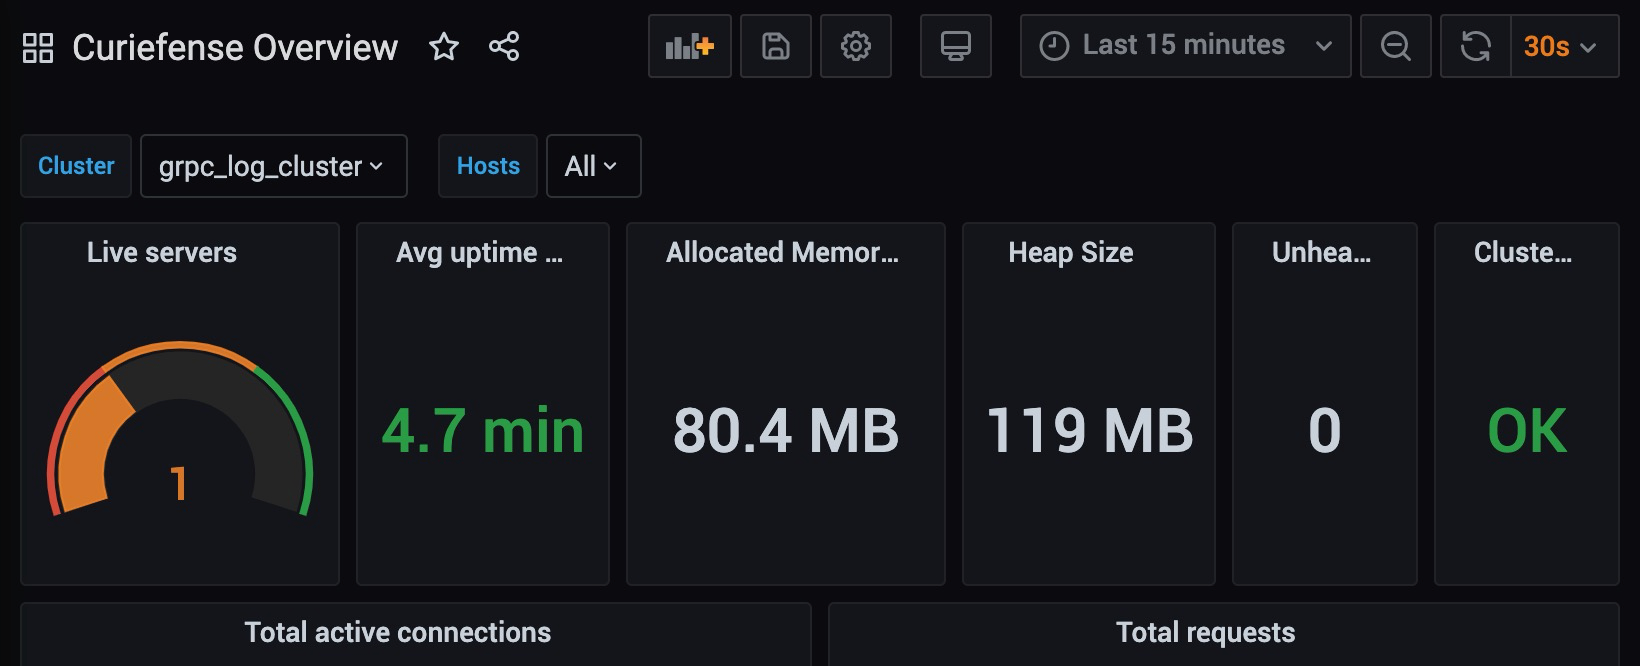 Curiefense Overview
Last 15 minutes
30s
Cluster
grpc_log_cluster
Hosts
All
Live servers
Avg uptime ...
Allocated Memor...
Heap Size
Unhea...
Cluste...
1
4.7 min
80.4 MB
119 MB
0
OK
Total active connections
Total requests